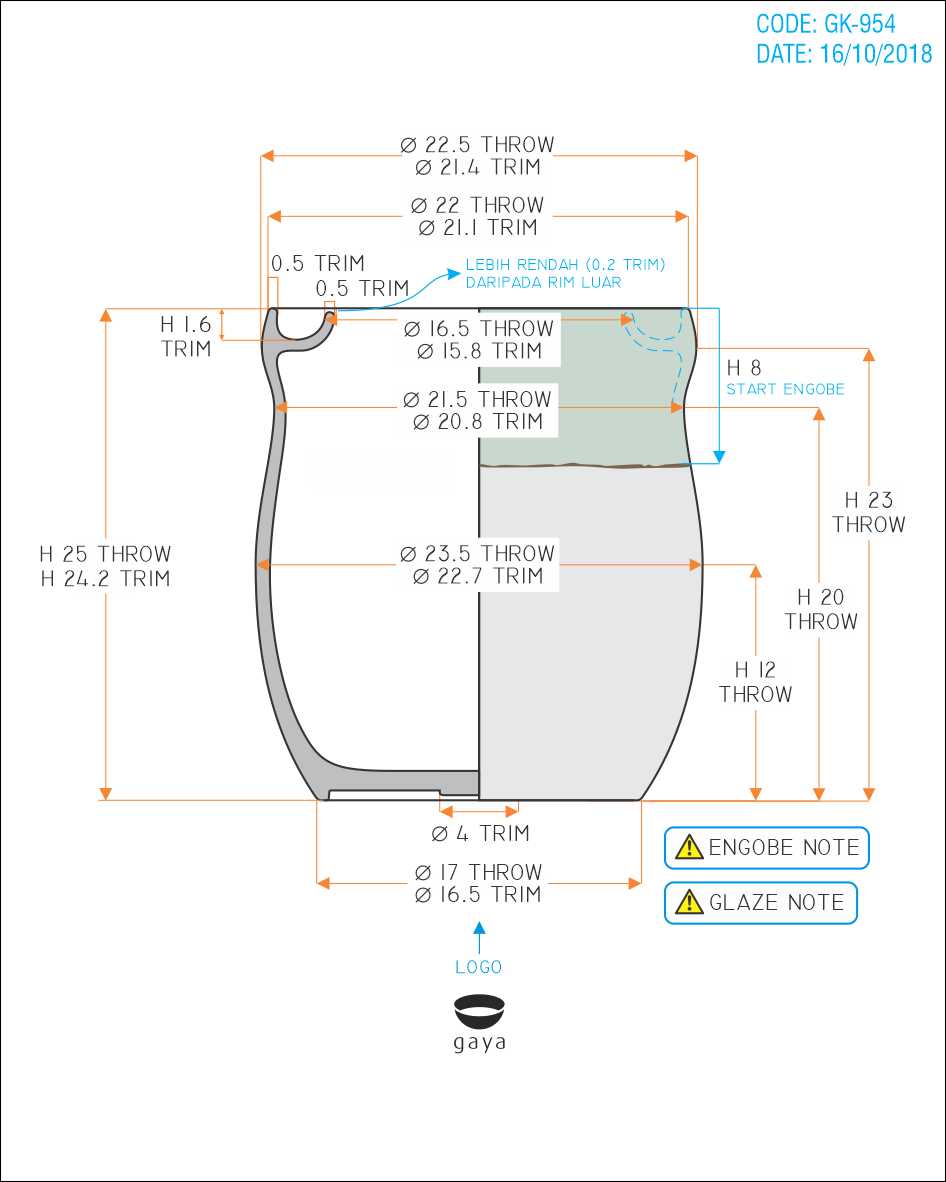 CODE: GK-954
DATE: 16/10/2018
Ø 22.5 THROW
Ø 21.4 TRIM
Ø 22 THROW
Ø 21.1 TRIM
0.5 TRIM
LEBIH RENDAH (0.2 TRIM)
DARIPADA RIM LUAR
0.5 TRIM
H 1.6
TRIM
Ø 16.5 THROW
Ø 15.8 TRIM
H 8
START ENGOBE
Ø 21.5 THROW
Ø 20.8 TRIM
H 23
THROW
H 25 THROW
H 24.2 TRIM
Ø 23.5 THROW
Ø 22.7 TRIM
H 20
THROW
H 12
THROW
Ø 4 TRIM
ENGOBE NOTE
Ø 17 THROW
Ø 16.5 TRIM
GLAZE NOTE
LOGO
gaya